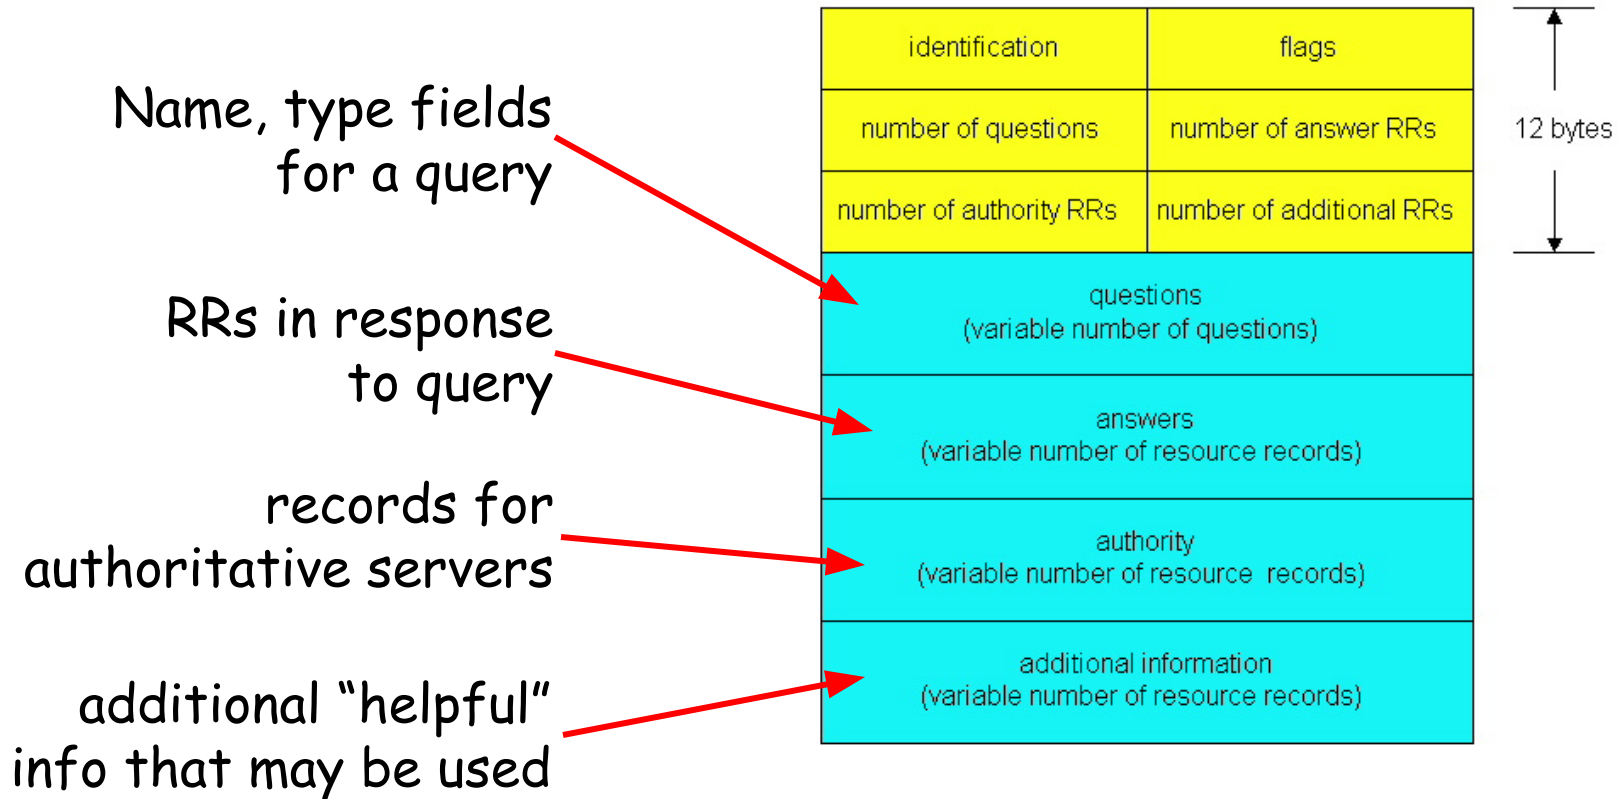 Name, type fields
for a query
RRs in response
to query
records for
authoritative servers
additional “helpful”
info that may be used
identification
flags
number of questions
number of answer RRs
number of authority RRs
number of additional RRs
12 bytes
questions
(variable number of questions)
answers
(variable number of resource records)
authority
(variable number of resource records)
additional information
(variable number of resource records)